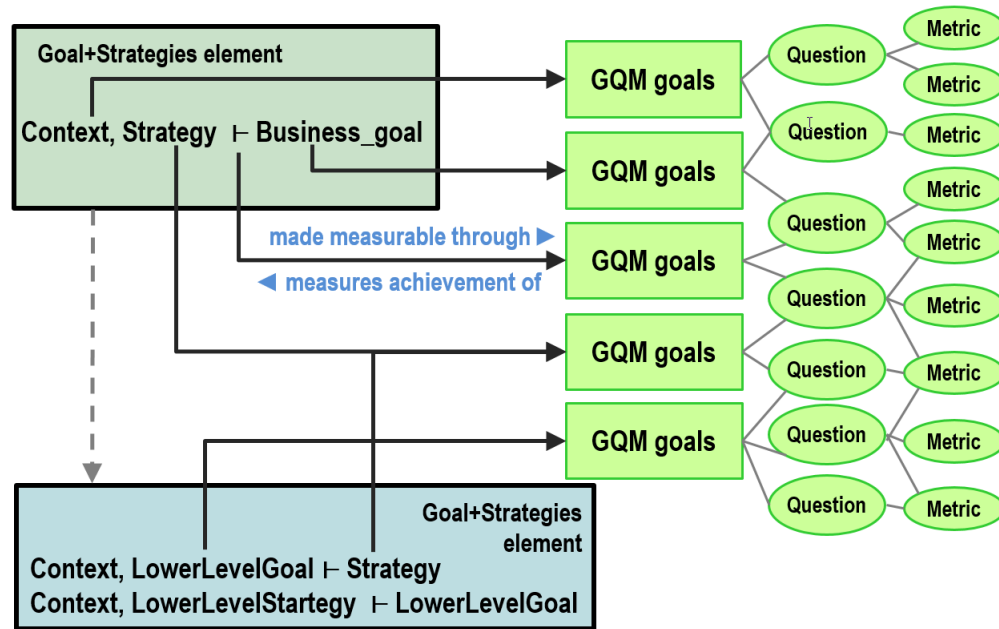 Goal+Strategies element
Context, Strategy ⊢ Business_goal
made measurable through ▶
◀ measures achievement of
Goal+Strategies
element
Context, LowerLevelGoal ⊢ Strategy
Context, LowerLevelStartegy ⊢ LowerLevelGoal
GQM goals
GQM goals
GQM goals
GQM goals
GQM goals
Question
Question
Question
Question
Question
Question
Question
Metric
Metric
Metric
Metric
Metric
Metric
Metric
Metric
Metric